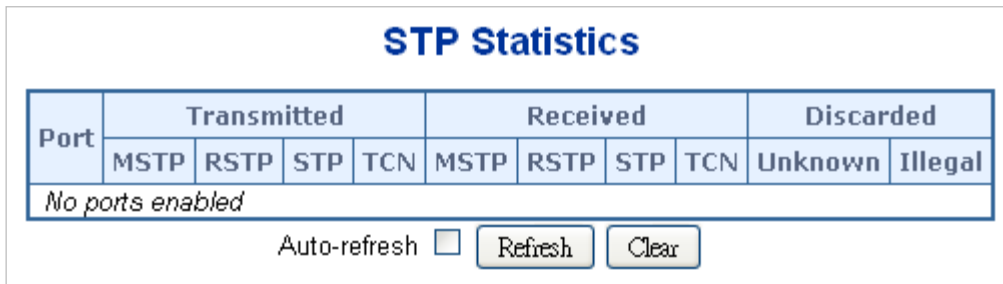 STP Statistics
Port Transmitted Received Discarded
MSTP RSTP STP TCN MSTP RSTP STP TCN Unknown Illegal
No ports enabled
Auto-refresh Refresh Clear